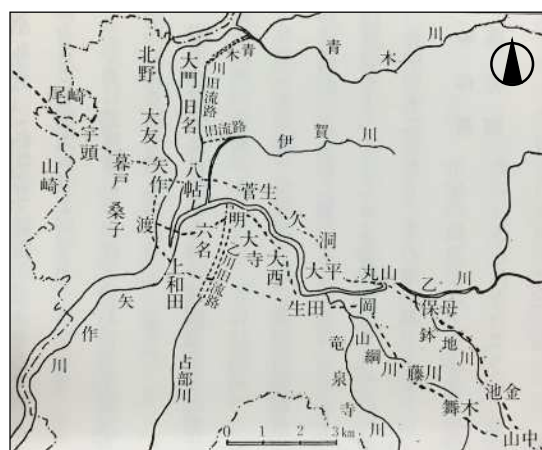 北野
大門
青木川旧流路
青木川
日名
旧流路
伊賀川
尾崎
大友
宇頭
山崎
暮戸
矢作
八帖
菅生
桑子
渡
六名
明大寺
欠
洞
大平
丸山
乙川
上和田
乙川旧流路
大西
生田
岡
保母
鉢地川
矢作川
占部川
竜泉寺川
山綱川
藤川
舞木
池金
山中
0 1 2 3km